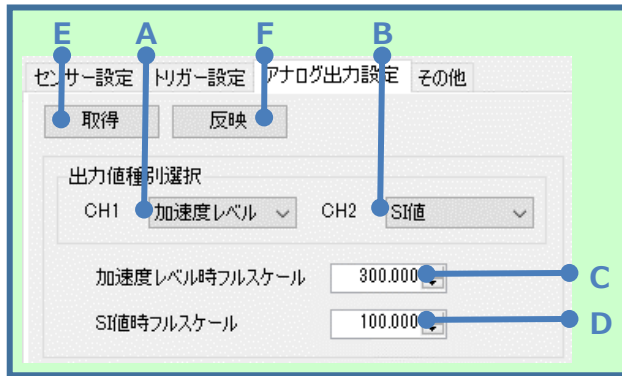 E A F B
センサー設定 トリガー設定 アナログ出力設定 その他
取得 反映
出力値種別選択
CH1 加速度レベル CH2 SI値
加速度レベル時フルスケール 300.000 C
SI値時フルスケール 100.000 D